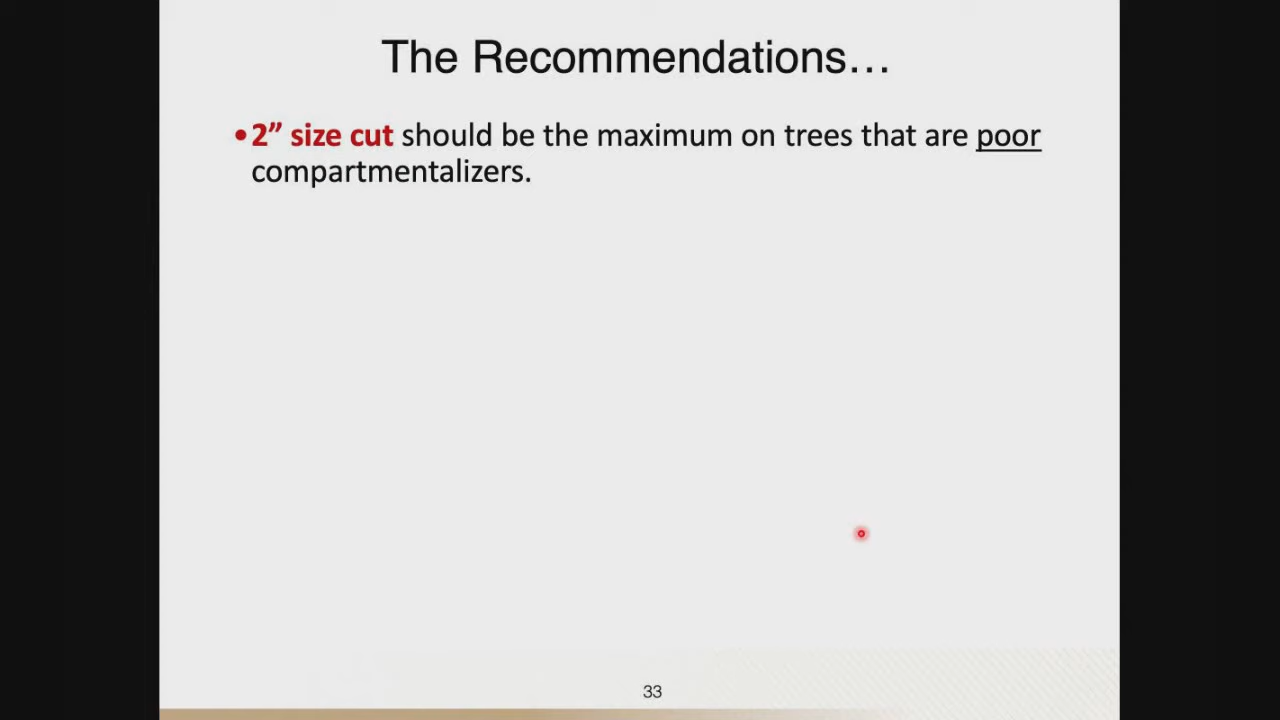 The Recommendations…
•2” size cut should be the maximum on trees that are poor
compartmentalizers.
33